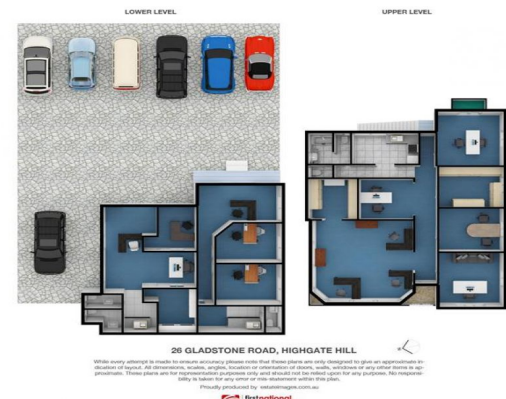 LOWER LEVEL
UPPER LEVEL
26 GLADSTONE ROAD, HIGHGATE HILL
While every attempt is made to ensure accuracy please note that these plans are only designed to give an approximate in-
dication of layout. All dimensions, scales, angles, location or orientation of doors, walls, windows or any other items is ap-
proximate. These plans are for representation purposes only and should not be relied upon for any purpose. No responsi-
bility is taken for any error or mis-statement within this plan.
Proudly produced by estateimages.com.au
firstnational